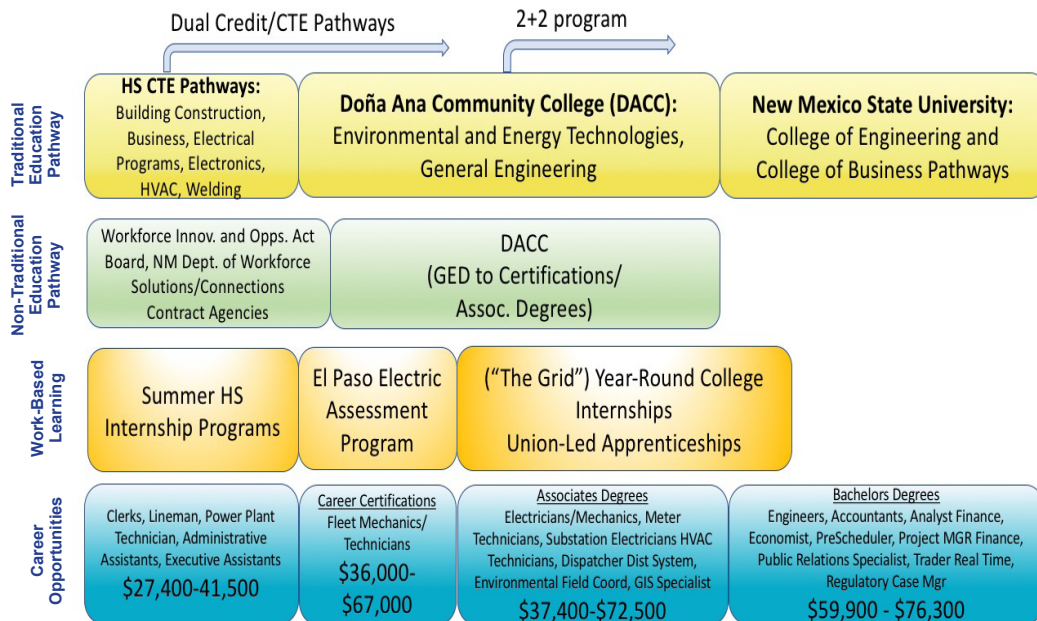 Dual Credit/CTE Pathways
2+2 program
Traditional
Education
Pathway
HS CTE Pathways:
Building Construction,
Business, Electrical
Programs, Electronics,
HVAC, Welding
Doña Ana Community College (DACC):
Environmental and Energy Technologies,
General Engineering
New Mexico State University:
College of Engineering and
College of Business Pathways
Non-Traditional
Education
Pathway
Workforce Innov. and Opps. Act
Board, NM Dept. of Workforce
Solutions/Connections
Contract Agencies
DACC
(GED to Certifications/
Assoc. Degrees)
Work-Based
Learning
Summer HS
Internship Programs
El Paso Electric
Assessment
Program
(“The Grid”) Year-Round College
Internships
Union-Led Apprenticeships
Career
Opportunities
Clerks, Lineman, Power Plant
Technician, Administrative
Assistants, Executive Assistants
$27,400-41,500
Career Certifications
Fleet Mechanics/
Technicians
$36,000-
$67,000
Associates Degrees
Electricians/Mechanics, Meter
Technicians, Substation Electricians HVAC
Technicians, Dispatcher Dist System,
Environmental Field Coord, GIS Specialist
$37,400-$72,500
Bachelors Degrees
Engineers, Accountants, Analyst Finance,
Economist, PreScheduler, Project MGR Finance,
Public Relations Specialist, Trader Real Time,
Regulatory Case Mgr
$59,900 - $76,300